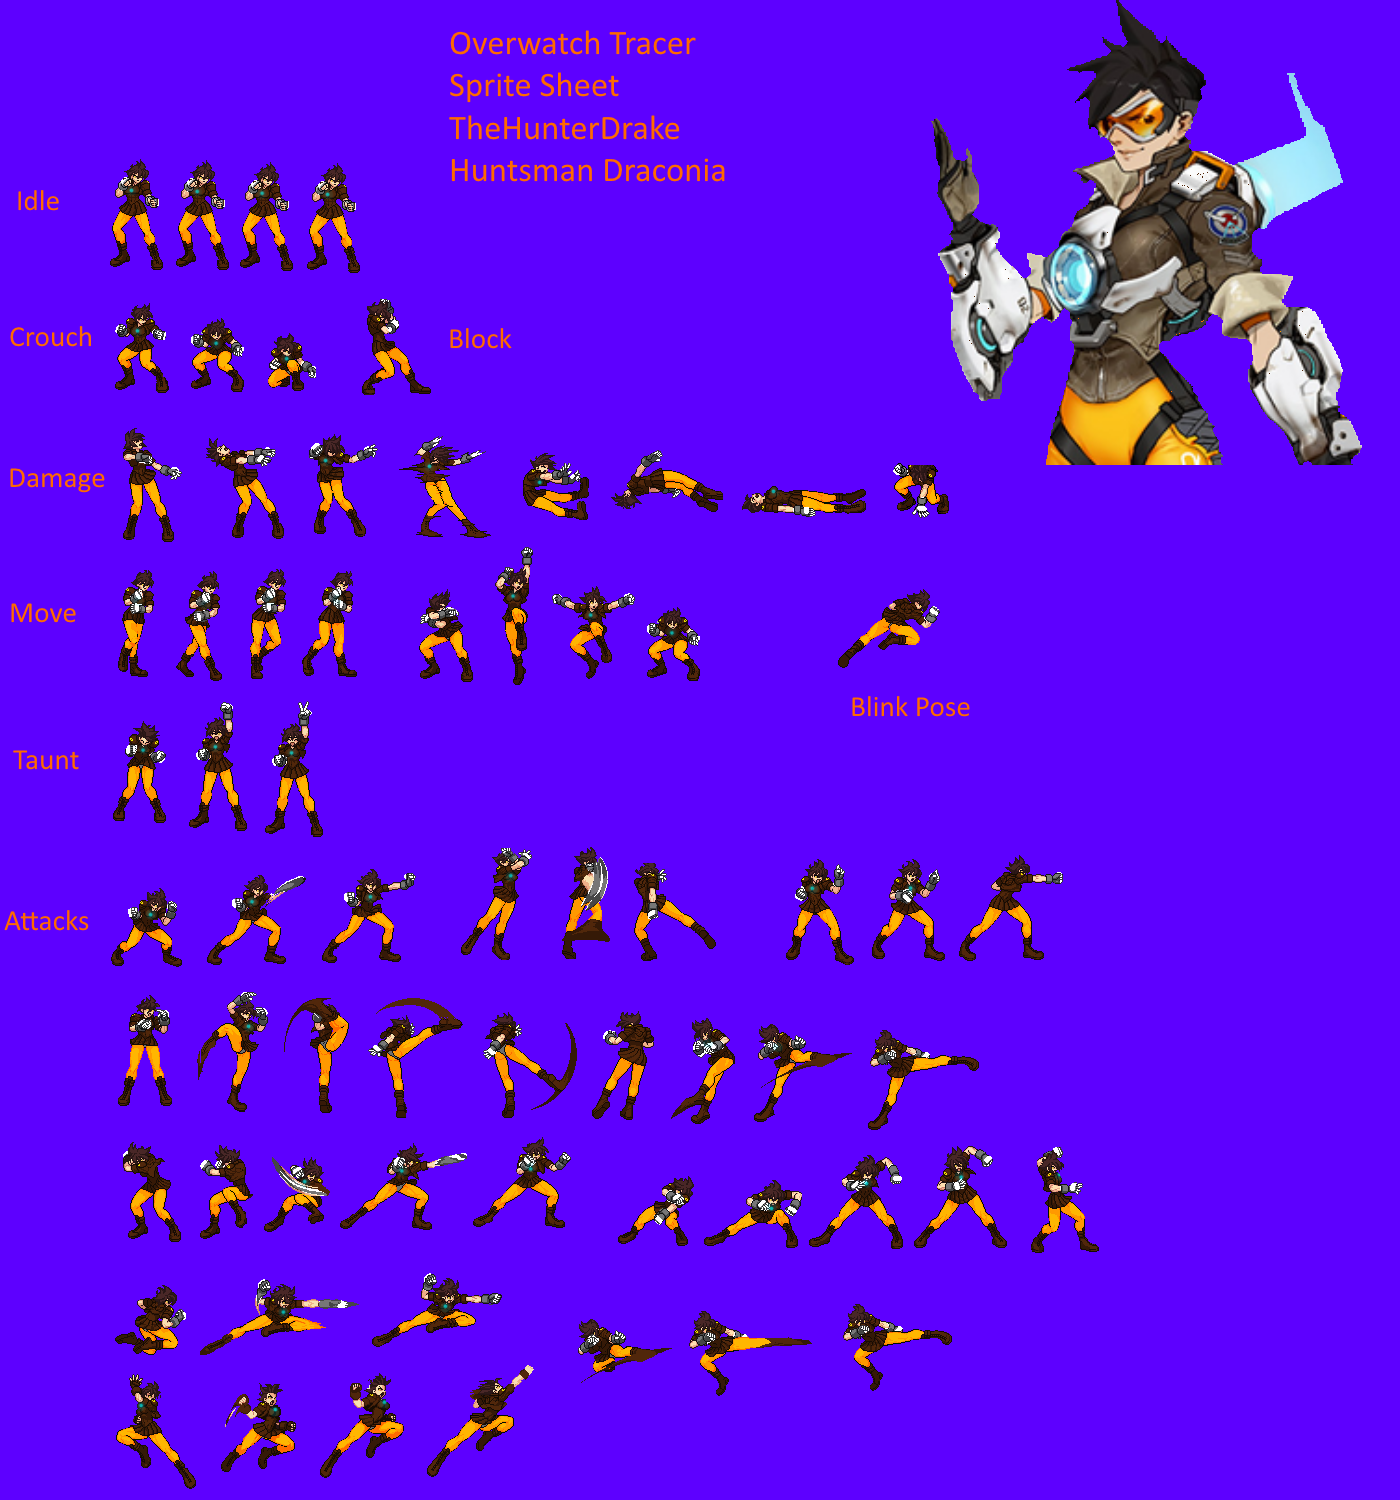 Overwatch Tracer
Sprite Sheet
TheHunterDrake
Huntsman Draconia
Idle
Crouch
Block
Damage
Move
Blink Pose
Taunt
Attacks